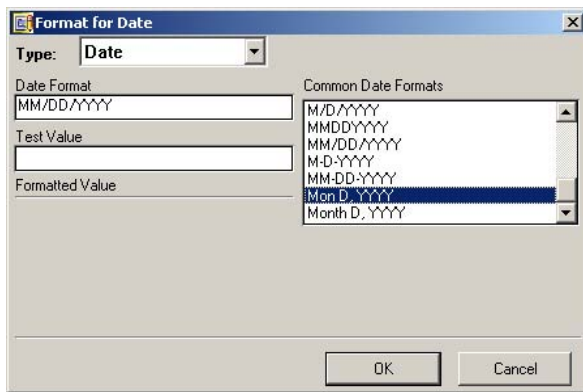 Format for Date
Type: Date
Date Format
MM/DD/YYYY
Test Value
Formatted Value
Common Date Formats
M/D/YYYY
MMDDYYYY
MM/DD/YYYY
M-D-YYYY
MM-DD-YYYY
Mon D, YYYY
Month D, YYYY
OK Cancel